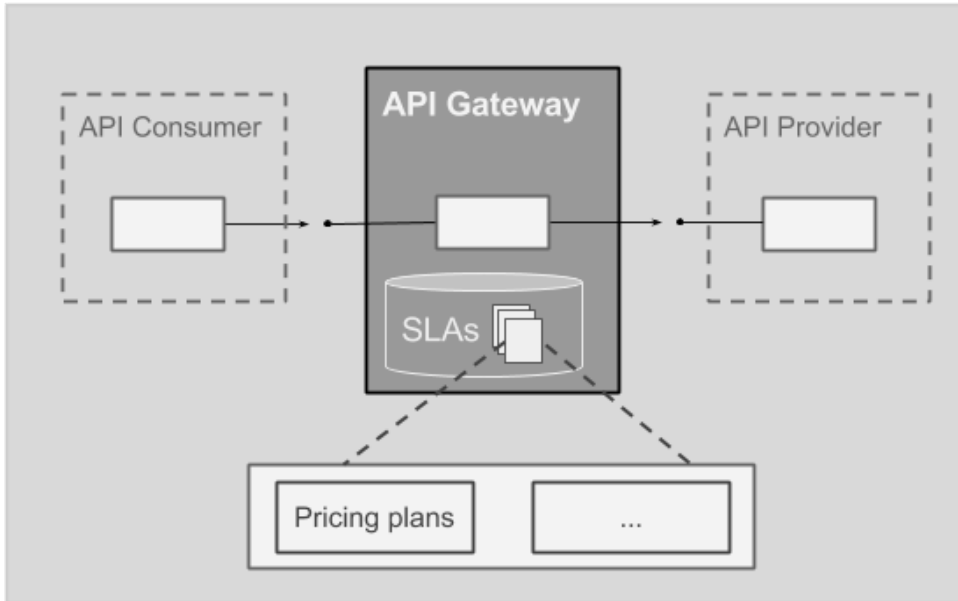 API Gateway
API Consumer
API Provider
SLAs
Pricing plans
...